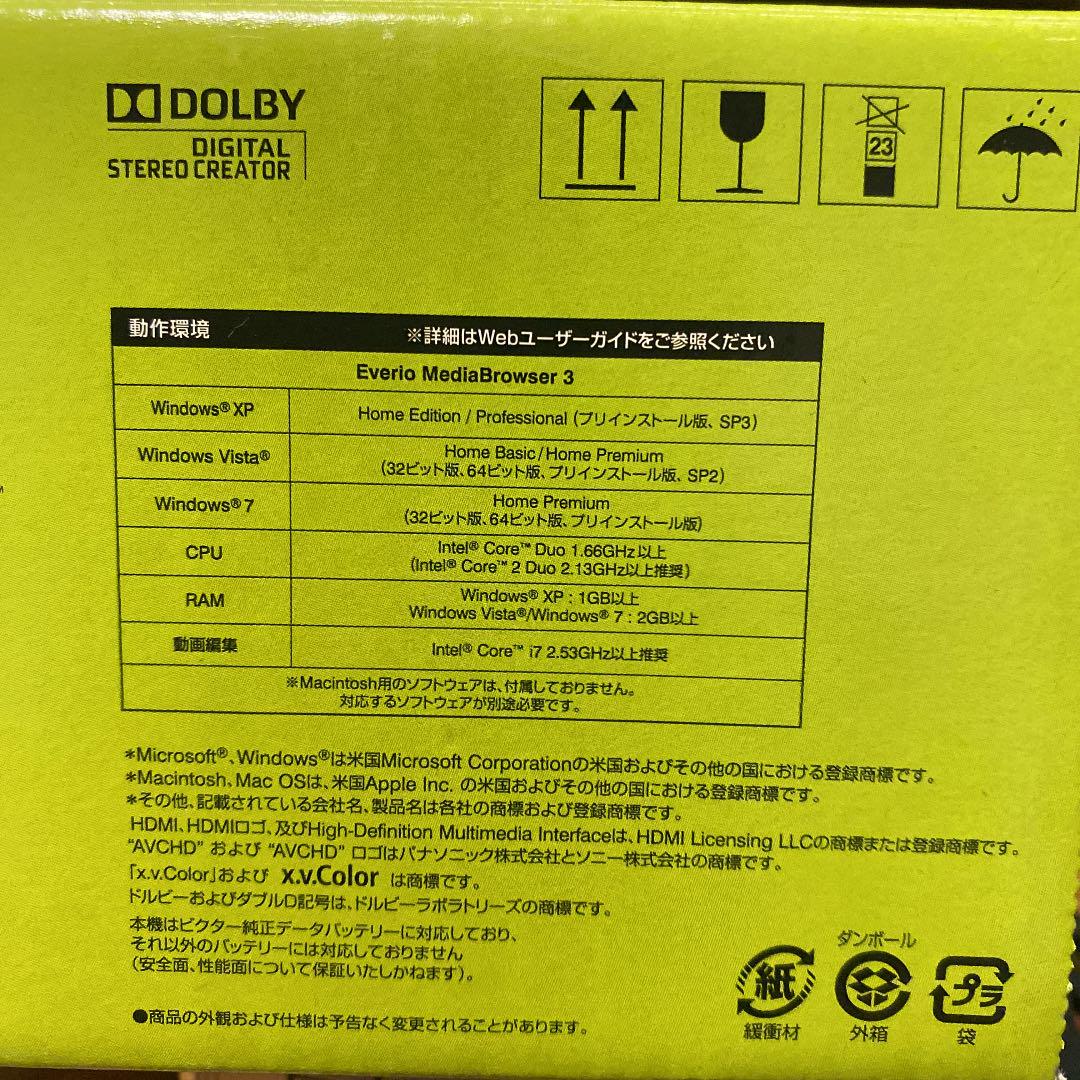 DOLBY
DIGITAL
STEREO CREATOR
23
動作環境 ※詳細はWebユーザーガイドをご参照ください
Everio MediaBrowser 3
Windows® XP Home Edition / Professional (プリインストール版、SP3)
Windows Vista® Home Basic / Home Premium
(32ビット版、64ビット版、プリインストール版、SP2)
Windows® 7 Home Premium
(32ビット版、64ビット版、プリインストール版)
CPU Intel® Core™ Duo 1.66GHz以上
(Intel® Core™ 2 Duo 2.13GHz以上推奨)
RAM Windows® XP : 1GB以上
Windows Vista®/Windows® 7 : 2GB以上
動画編集 Intel® Core™ i7 2.53GHz以上推奨
※Macintosh用のソフトウェアは、付属しておりません。
対応するソフトウェアが別途必要です。
*Microsoft®、Windows®は米国Microsoft Corporationの米国およびその他の国における登録商標です。
*Macintosh、Mac OSは、米国Apple Inc. の米国およびその他の国における登録商標です。
*その他、記載されている会社名、製品名は各社の商標および登録商標です。
HDMI、HDMIロゴ、及びHigh-Definition Multimedia Interfaceは、HDMI Licensing LLCの商標または登録商標です。
“AVCHD” および “AVCHD” ロゴはパナソニック株式会社とソニー株式会社の商標です。
「x.v.Color」および x.v.Color は商標です。
ドルビーおよびダブルD記号は、ドルビーラボラトリーズの商標です。
本機はビクター純正データバッテリーに対応しており、
それ以外のバッテリーには対応しておりません
(安全面、性能面について保証いたしかねます)。
●商品の外観および仕様は予告なく変更されることがあります。
紙
緩衝材
ダンボール
外箱
プラ
袋